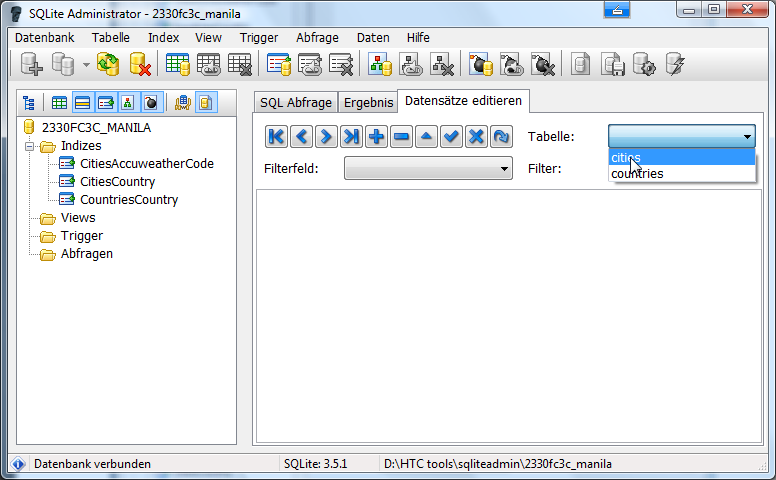 SQLite Administrator - 2330fc3c_manila
Datenbank Tabelle Index View Trigger Abfrage Daten Hilfe
2330FC3C_MANILA
Indizes
CitiesAccuweatherCode
CitiesCountry
CountriesCountry
Views
Trigger
Abfragen
SQL Abfrage Ergebnis Datensätze editieren
Tabelle:
cities
countries
Filterfeld: Filter:
Datenbank verbunden SQLite: 3.5.1 D:\HTC tools\sqliteadmin\2330fc3c_manila